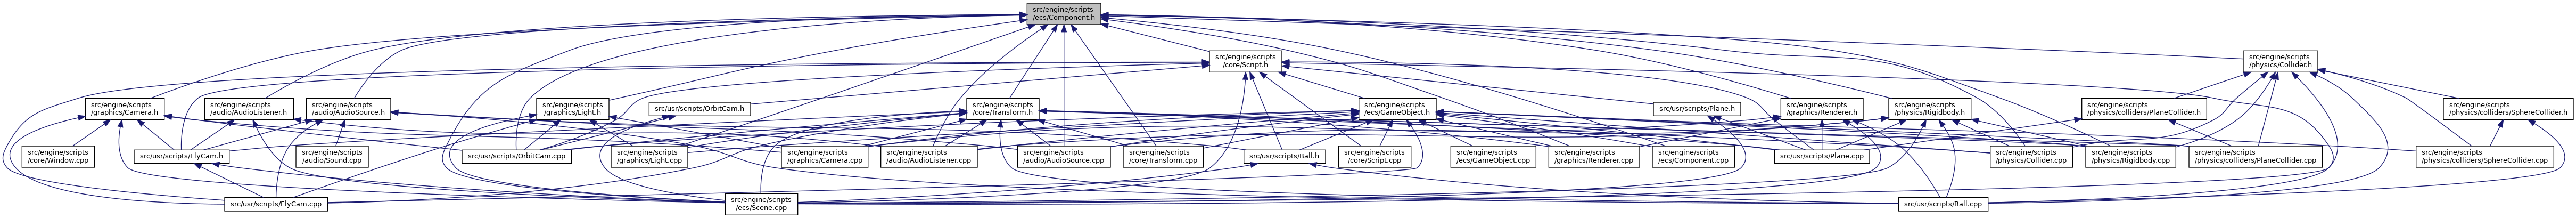 src/engine/scripts
/ecs/Component.h
src/engine/scripts
/core/Script.h
src/engine/scripts
/physics/Collider.h
src/engine/scripts
/graphics/Camera.h
src/engine/scripts
/audio/AudioListener.h
src/engine/scripts
/audio/AudioSource.h
src/engine/scripts
/graphics/Light.h
src/usr/scripts/OrbitCam.h
src/engine/scripts
/core/Transform.h
src/engine/scripts
/ecs/GameObject.h
src/usr/scripts/Plane.h
src/engine/scripts
/graphics/Renderer.h
src/engine/scripts
/physics/Rigidbody.h
src/engine/scripts
/physics/colliders/PlaneCollider.h
src/engine/scripts
/physics/colliders/SphereCollider.h
src/engine/scripts
/core/Window.cpp
src/usr/scripts/FlyCam.h
src/engine/scripts
/audio/Sound.cpp
src/usr/scripts/OrbitCam.cpp
src/engine/scripts
/graphics/Light.cpp
src/engine/scripts
/graphics/Camera.cpp
src/engine/scripts
/audio/AudioListener.cpp
src/engine/scripts
/audio/AudioSource.cpp
src/engine/scripts
/core/Transform.cpp
src/usr/scripts/Ball.h
src/engine/scripts
/core/Script.cpp
src/engine/scripts
/ecs/GameObject.cpp
src/engine/scripts
/graphics/Renderer.cpp
src/engine/scripts
/ecs/Component.cpp
src/usr/scripts/Plane.cpp
src/engine/scripts
/physics/Collider.cpp
src/engine/scripts
/physics/Rigidbody.cpp
src/engine/scripts
/physics/colliders/PlaneCollider.cpp
src/engine/scripts
/physics/colliders/SphereCollider.cpp
src/usr/scripts/FlyCam.cpp
src/engine/scripts
/ecs/Scene.cpp
src/usr/scripts/Ball.cpp